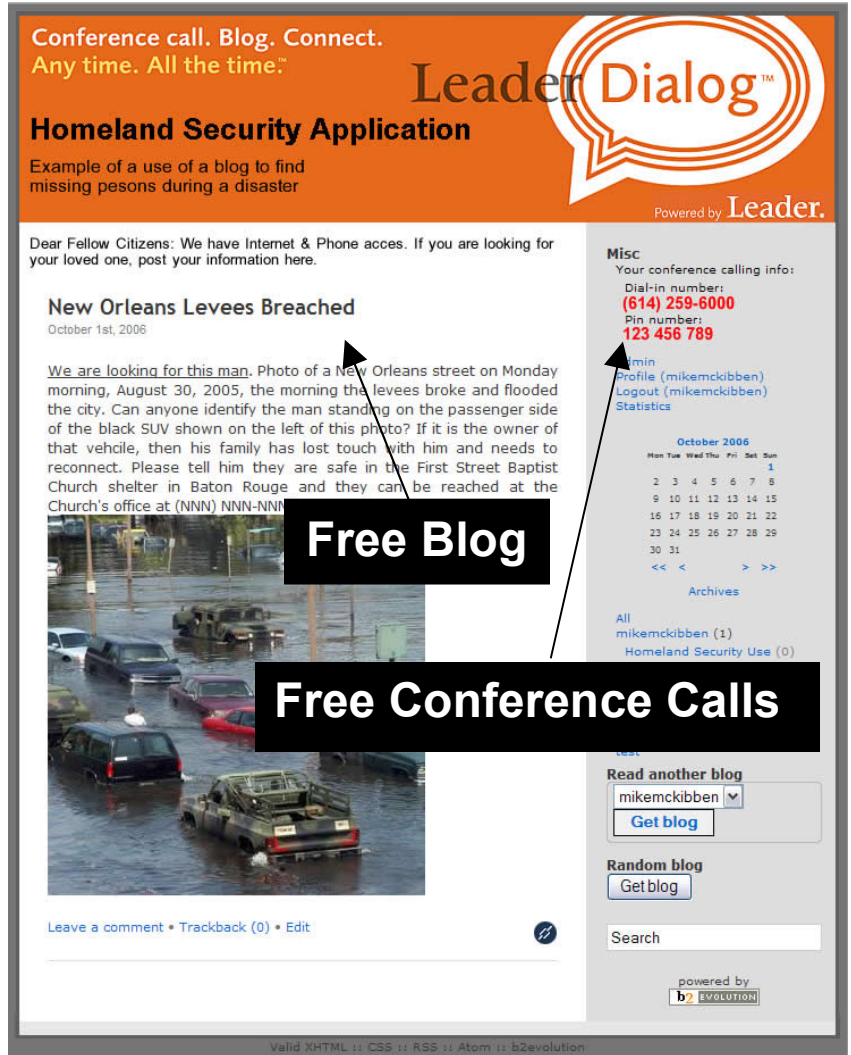 Conference call. Blog. Connect.
Any time. All the time.™
Leader Dialog™
Homeland Security Application
Example of a use of a blog to find
missing pesons during a disaster
Powered by Leader.
Dear Fellow Citizens: We have Internet & Phone acces. If you are looking for
your loved one, post your information here.
New Orleans Levees Breached
October 1st, 2006
We are looking for this man. Photo of a New Orleans street on Monday
morning, August 30, 2005, the morning the levees broke and flooded
the city. Can anyone identify the man standing on the passenger side
of the black SUV shown on the left of this photo? If it is the owner of
that vehcile, then his family has lost touch with him and needs to
reconnect. Please tell him they are safe in the First Street Baptist
Church shelter in Baton Rouge and they can be reached at the
Church's office at (NNN) NNN-NNN
Free Blog
Free Conference Calls
Leave a comment • Trackback (0) • Edit
Misc
Your conference calling info:
Dial-in number:
(614) 259-6000
Pin number:
123 456 789
Admin
Profile (mikemckibben)
Logout (mikemckibben)
Statistics
October 2006
Mon Tue Wed Thu Fri Sat Sun
1
2 3 4 5 6 7 8
9 10 11 12 13 14 15
16 17 18 19 20 21 22
23 24 25 26 27 28 29
30 31
<< < > >>
Archives
All
mikemckibben (1)
Homeland Security Use (0)
test
Read another blog
mikemckibben
Get blog
Random blog
Get blog
Search
powered by
b2 EVOLUTION
Valid XHTML :: CSS :: RSS :: Atom :: b2evolution